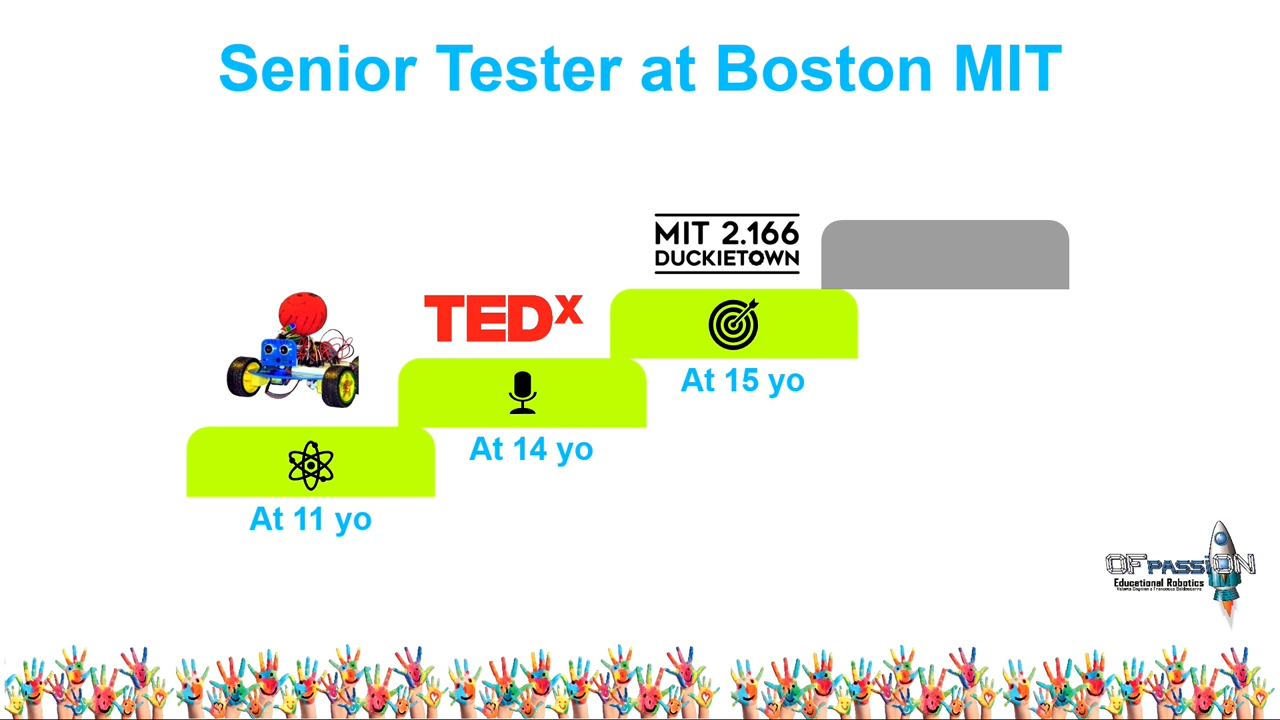 Senior Tester at Boston MIT
MIT 2.166
DUCKIETOWN
TEDx
At 15 yo
At 14 yo
At 11 yo
OFPASSION
Educational Robotics